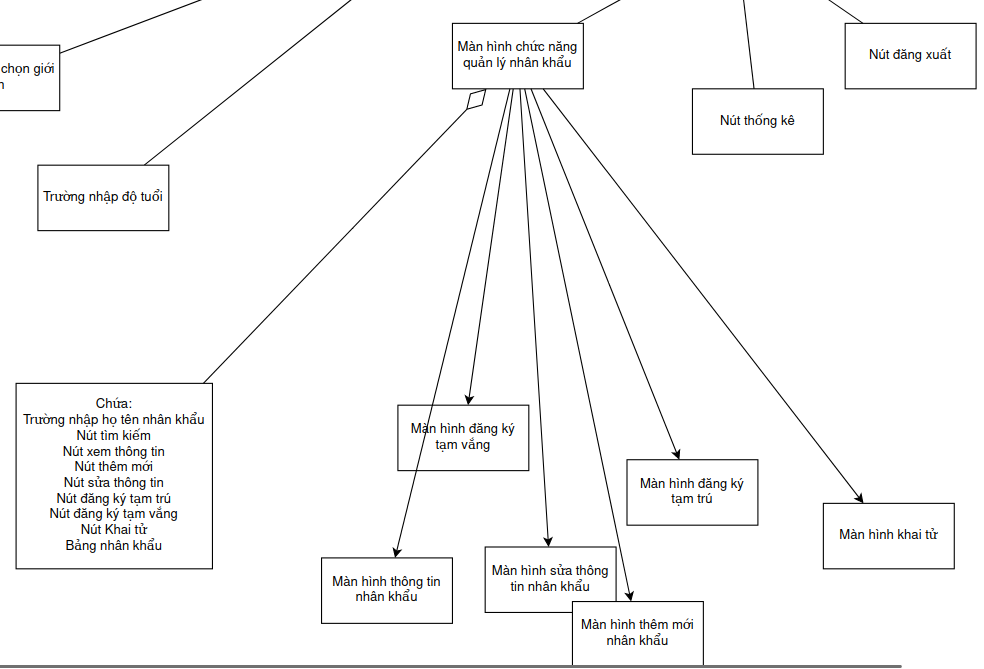 Màn hình chức năng
quản lý nhân khẩu
Nút đăng xuất
chọn giới
Nút thống kê
Trường nhập độ tuổi
Chứa:
Trường nhập họ tên nhân khẩu
Nút tìm kiếm
Nút xem thông tin
Nút thêm mới
Nút sửa thông tin
Nút đăng ký tạm trú
Nút đăng ký tạm vắng
Nút Khai tử
Bảng nhân khẩu
Màn hình đăng ký
tạm vắng
Màn hình đăng ký
tạm trú
Màn hình khai tử
Màn hình thông tin
nhân khẩu
Màn hình sửa thông
tin nhân khẩu
Màn hình thêm mới
nhân khẩu